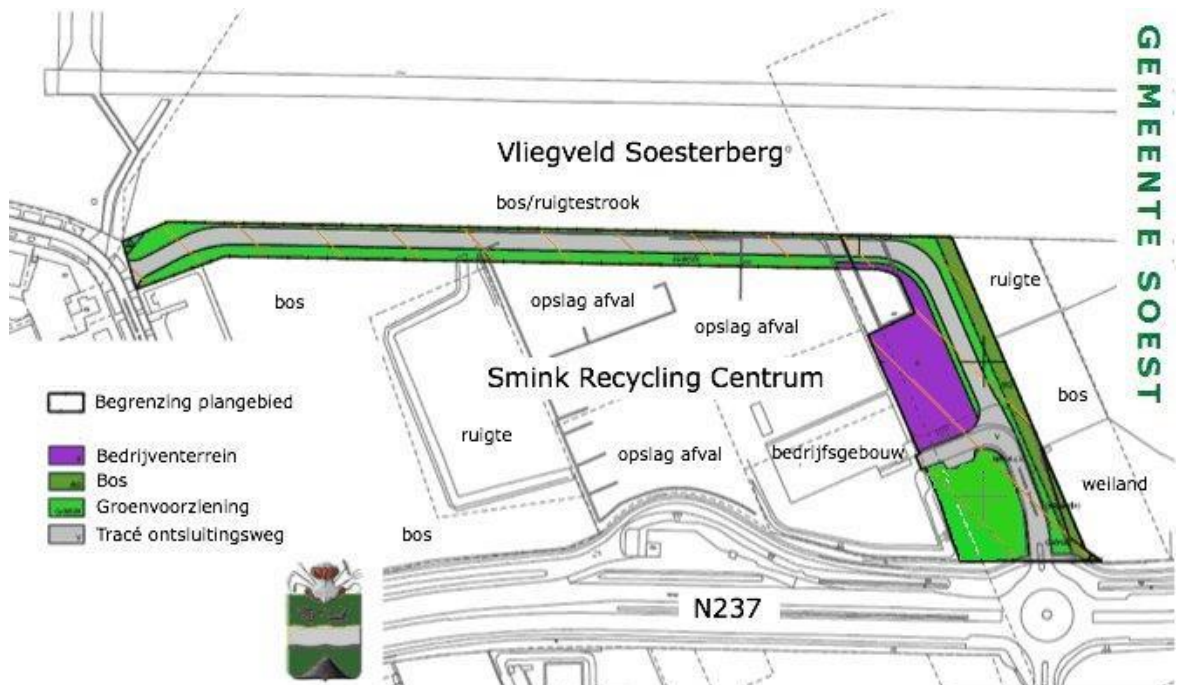 GEMEENTE SOEST
Vliegveld Soesterberg
bos/ruigtestrook
ruigte
bos
opslag afval
opslag afval
Smink Recycling Centrum
bos
Begrenzing plangebied
ruigte
opslag afval
bedrijfsgebouw
Bedrijventerrein
weiland
Bos
Groenvoorziening
Tracé ontsluitingsweg
bos
N237